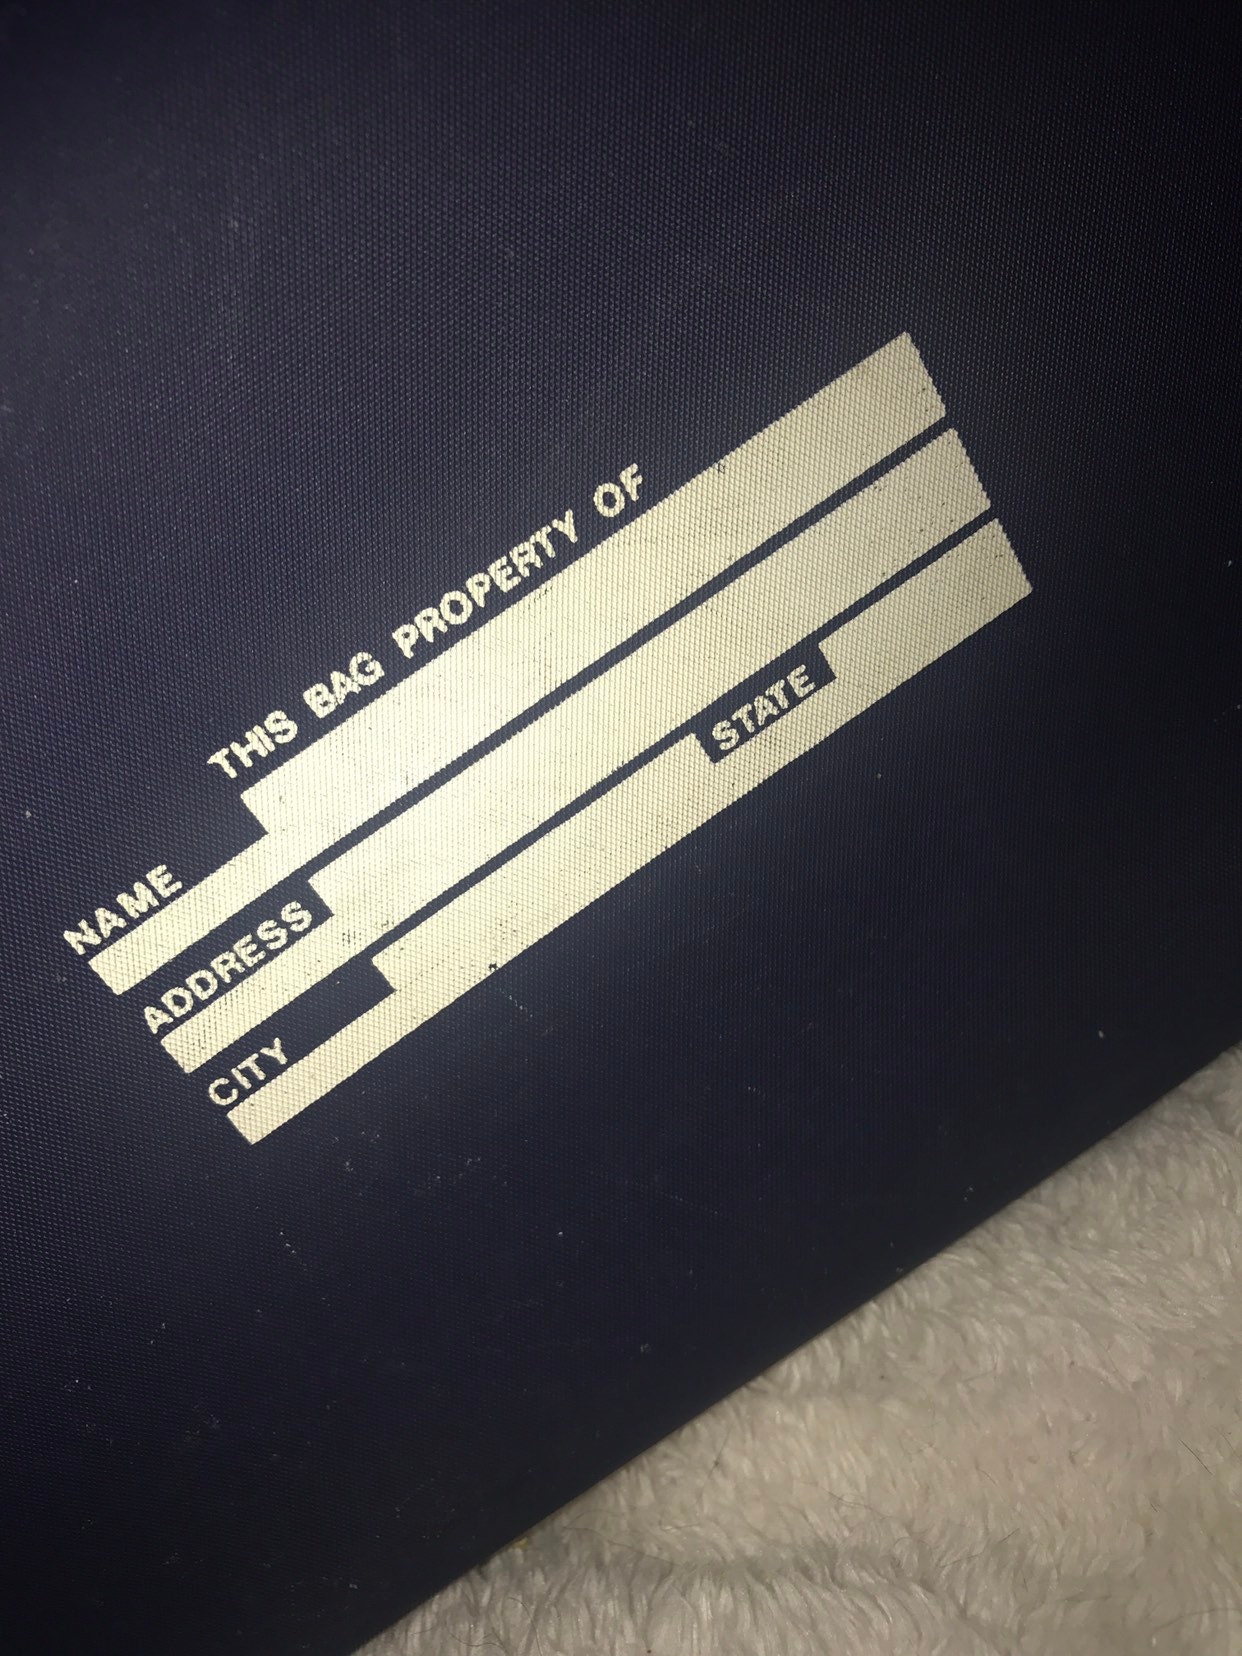 THIS BAG PROPERTY OF
NAME
ADDRESS
CITY STATE